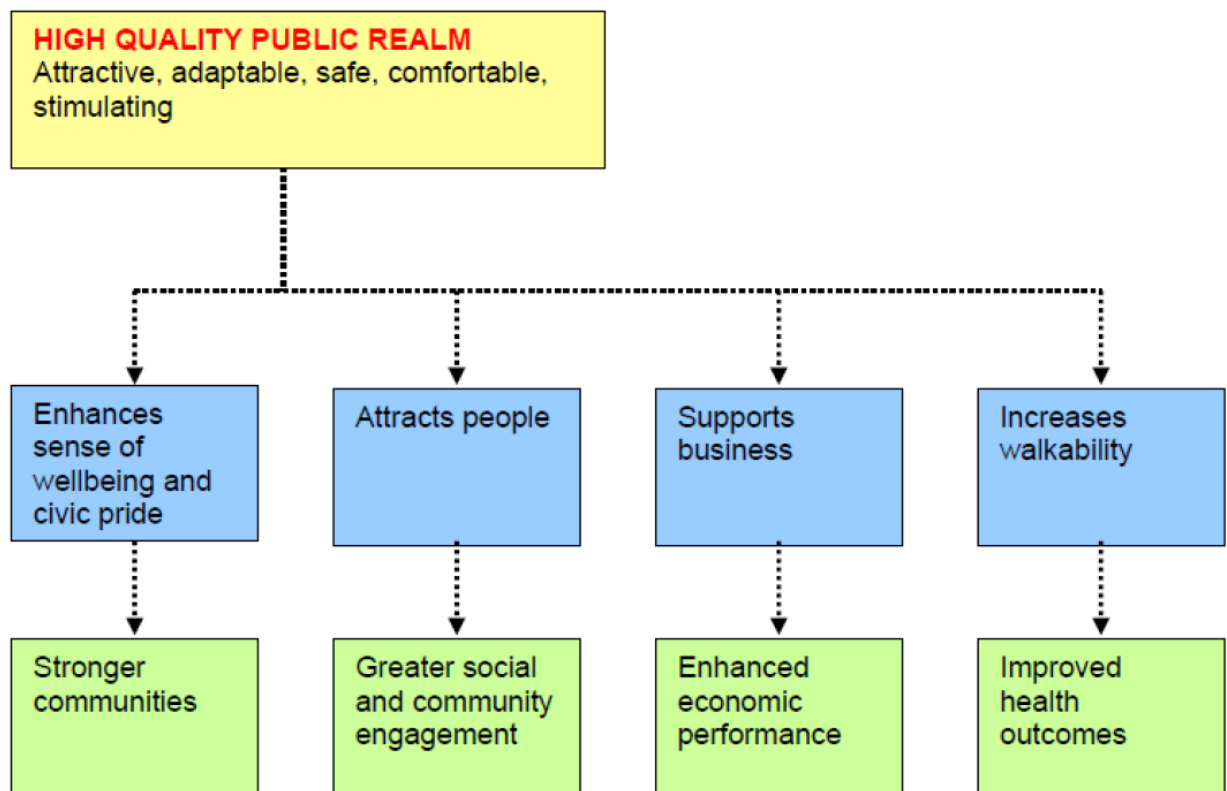 HIGH QUALITY PUBLIC REALM
Attractive, adaptable, safe, comfortable,
stimulating
Enhances
sense of
wellbeing and
civic pride
Attracts people
Supports
business
Increases
walkability
Stronger
communities
Greater social
and community
engagement
Enhanced
economic
performance
Improved
health
outcomes